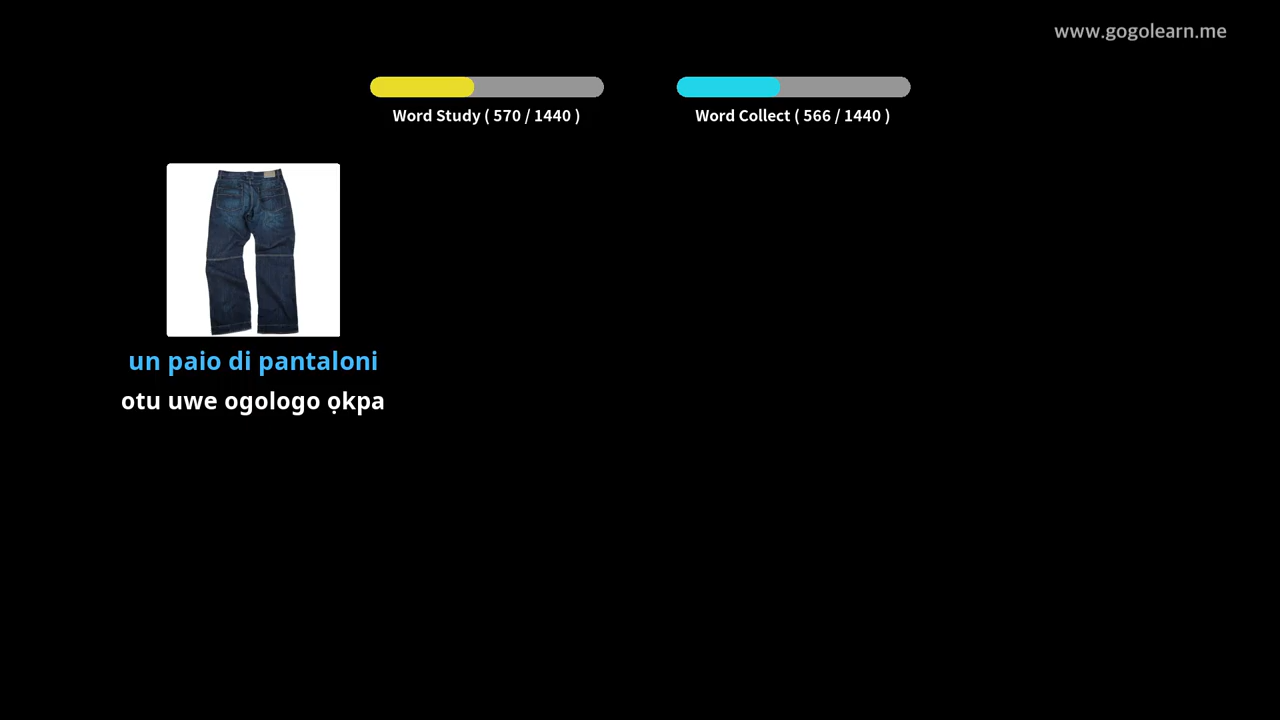 www.gogolearn.me
Word Study ( 570 / 1440 )
Word Collect ( 566 / 1440 )
un paio di pantaloni
otu uwe ogologo ọkpa